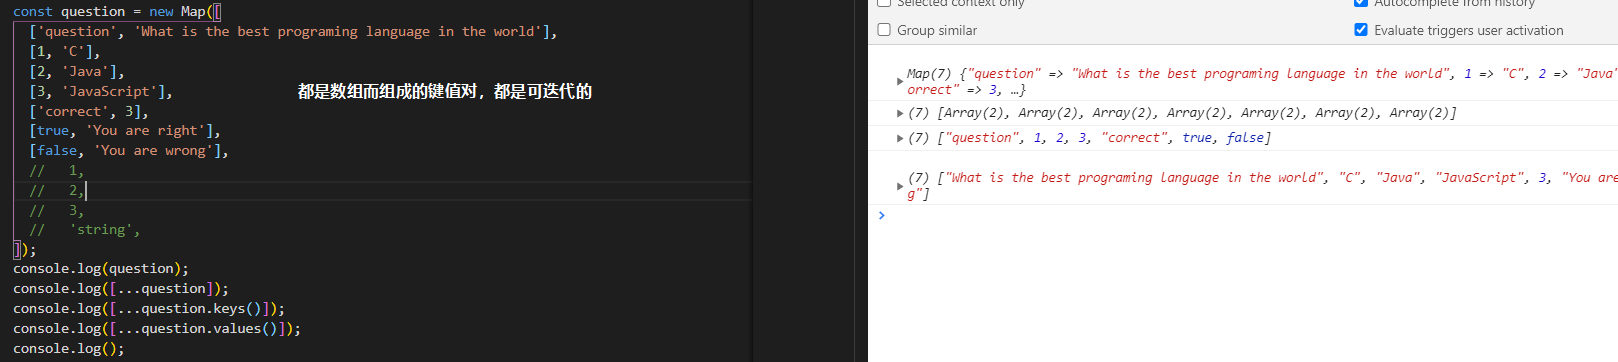 const question = new Map([
['question', 'What is the best programing language in the world'],
[1, 'C'],
[2, 'Java'],
[3, 'JavaScript'],
都是数组而组成的键值对，都是可迭代的
['correct', 3],
[true, 'You are right'],
[false, 'You are wrong'],
//   1,
//   2,
//   3,
//   'string',
]);
console.log(question);
console.log([...question]);
console.log([...question.keys()]);
console.log([...question.values()]);
console.log();
Selected context only
Autocomplete from history
Group similar
Evaluate triggers user activation
Map(7) {"question" => "What is the best programing language in the world", 1 => "C", 2 => "Java"
orrect" => 3, …}
(7) [Array(2), Array(2), Array(2), Array(2), Array(2), Array(2), Array(2)]
(7) ["question", 1, 2, 3, "correct", true, false]
(7) ["What is the best programing language in the world", "C", "Java", "JavaScript", 3, "You are
g"]